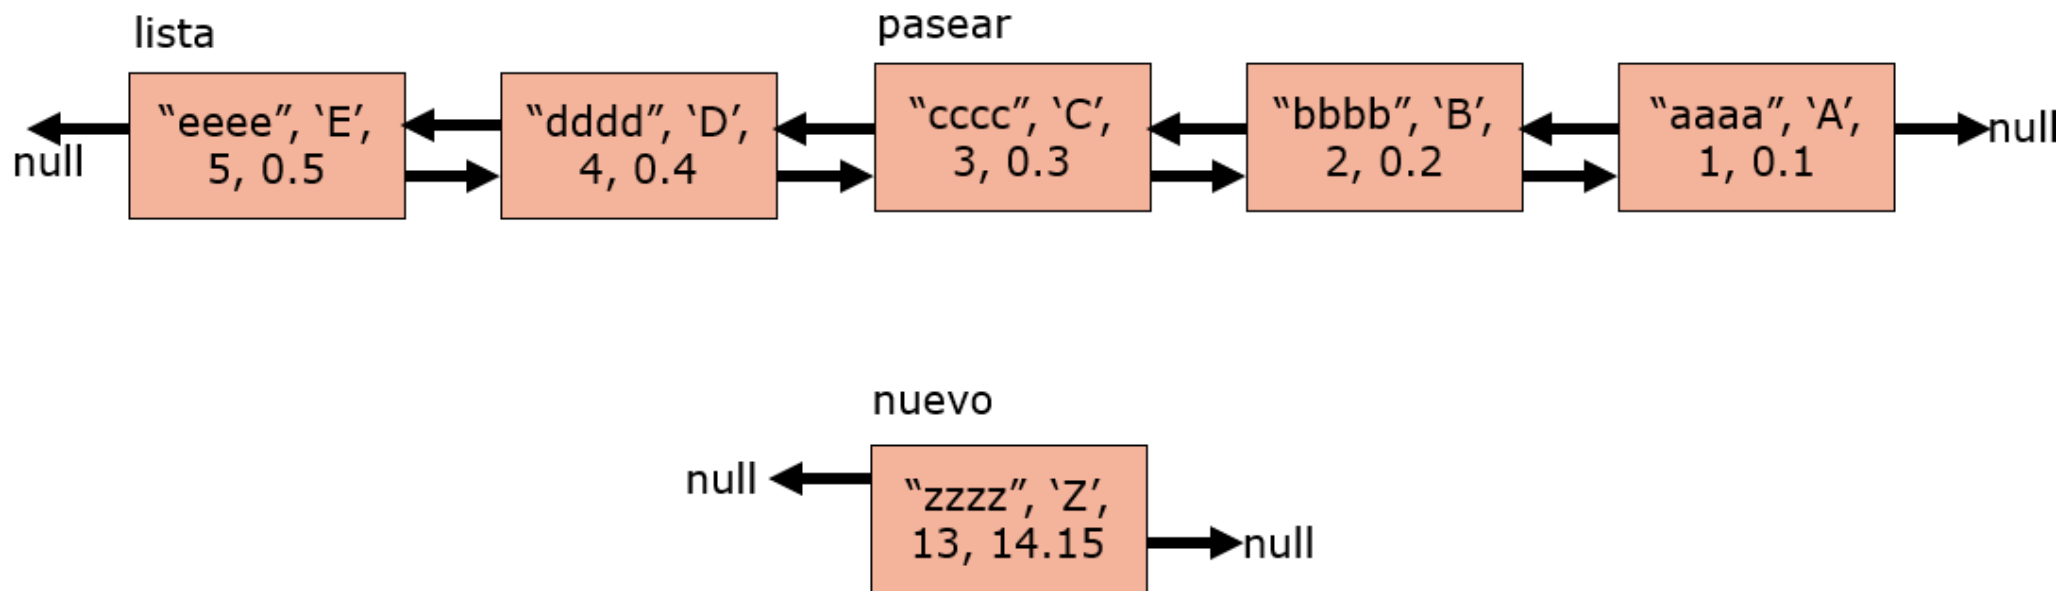 lista
pasear
null
“eeee”, ‘E’,
5, 0.5
“dddd”, ‘D’,
4, 0.4
“cccc”, ‘C’,
3, 0.3
“bbbb”, ‘B’,
2, 0.2
“aaaa”, ‘A’,
1, 0.1
null
nuevo
null
“zzzz”, ‘Z’,
13, 14.15
null